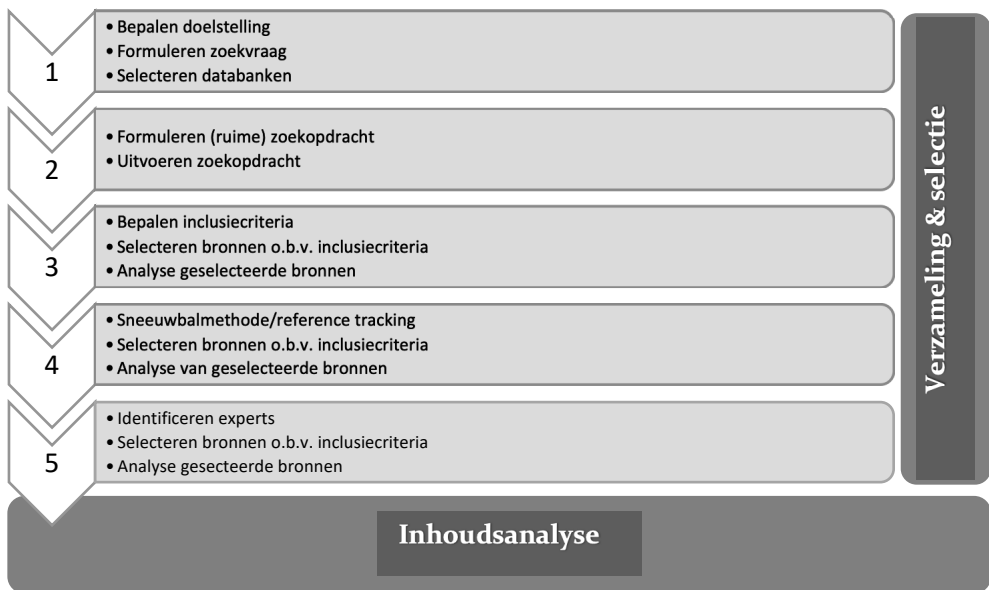 1
• Bepalen doelstelling
• Formuleren zoekvraag
• Selecteren databanken
2
• Formuleren (ruime) zoekopdracht
• Uitvoeren zoekopdracht
3
• Bepalen inclusiecriteria
• Selecteren bronnen o.b.v. inclusiecriteria
• Analyse geselecteerde bronnen
4
• Sneeuwbalmethode/reference tracking
• Selecteren bronnen o.b.v. inclusiecriteria
• Analyse van geselecteerde bronnen
5
• Identificeren experts
• Selecteren bronnen o.b.v. inclusiecriteria
• Analyse gesecteerde bronnen
Verzameling & selectie
Inhoudsanalyse